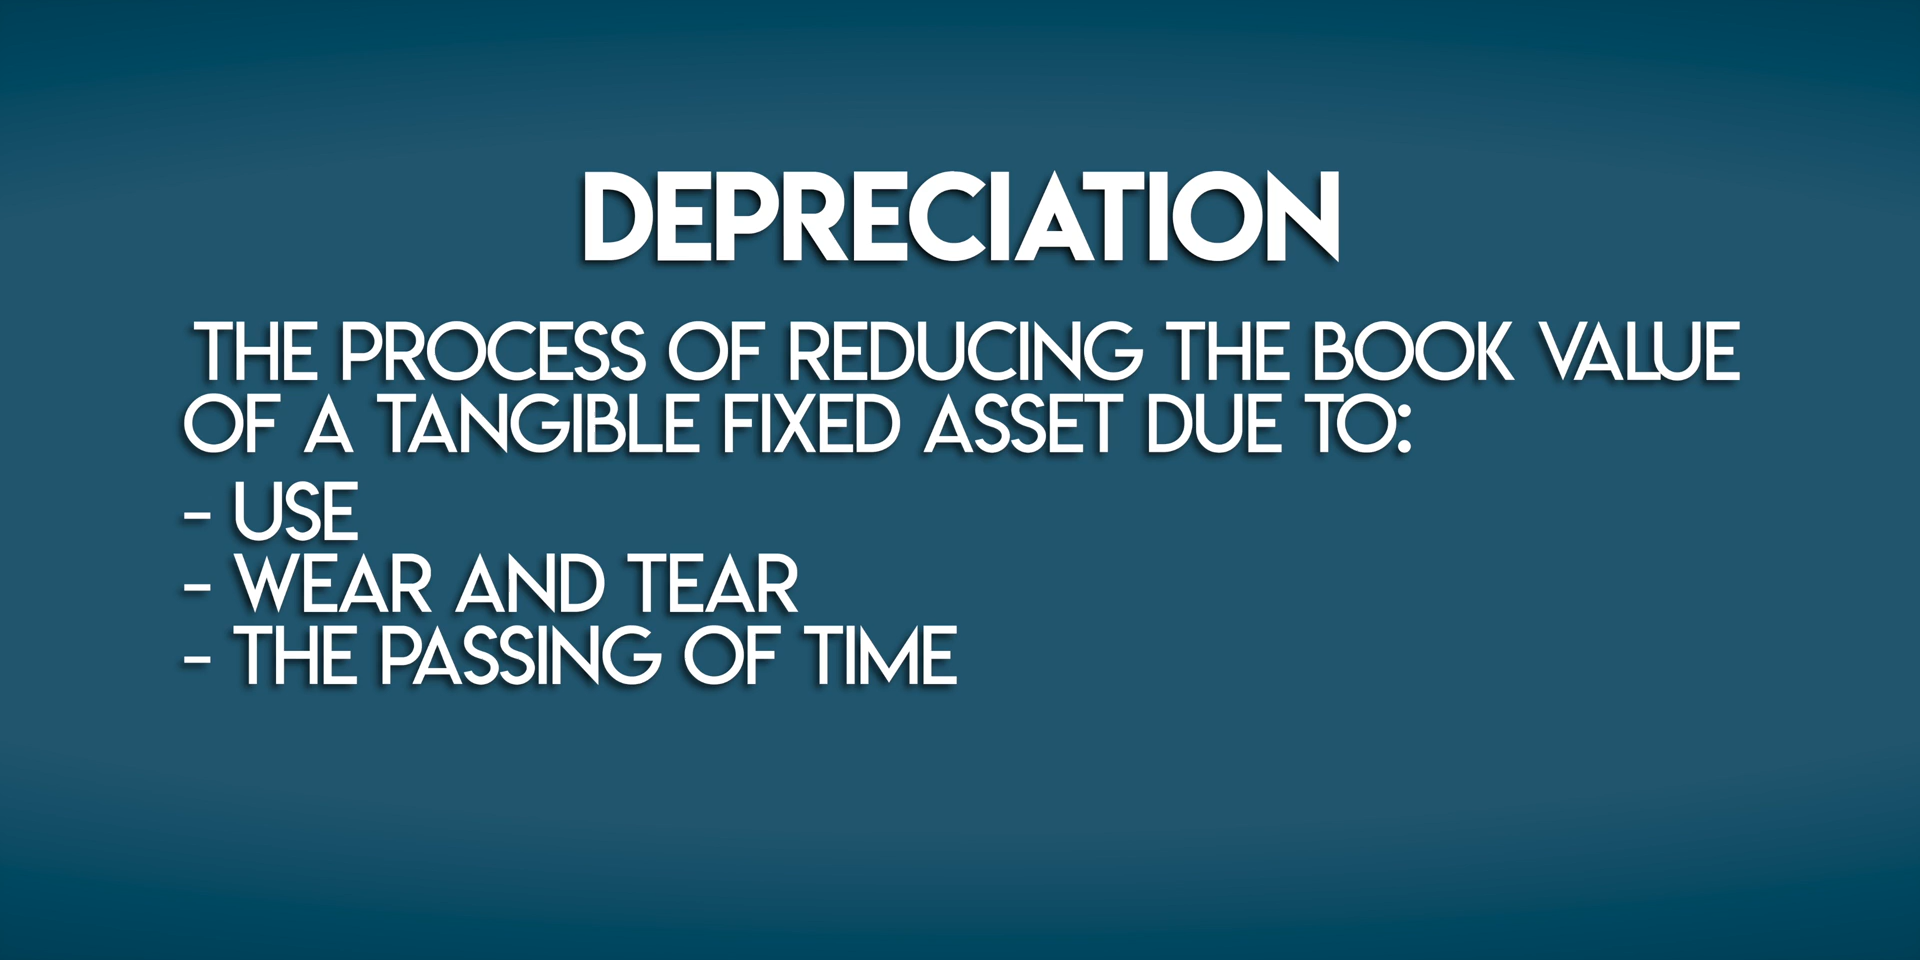 DEPRECIATION
THE PROCESS OF REDUCING THE BOOK VALUE
OF A TANGIBLE FIXED ASSET DUE TO:
- USE
- WEAR AND TEAR
- THE PASSING OF TIME